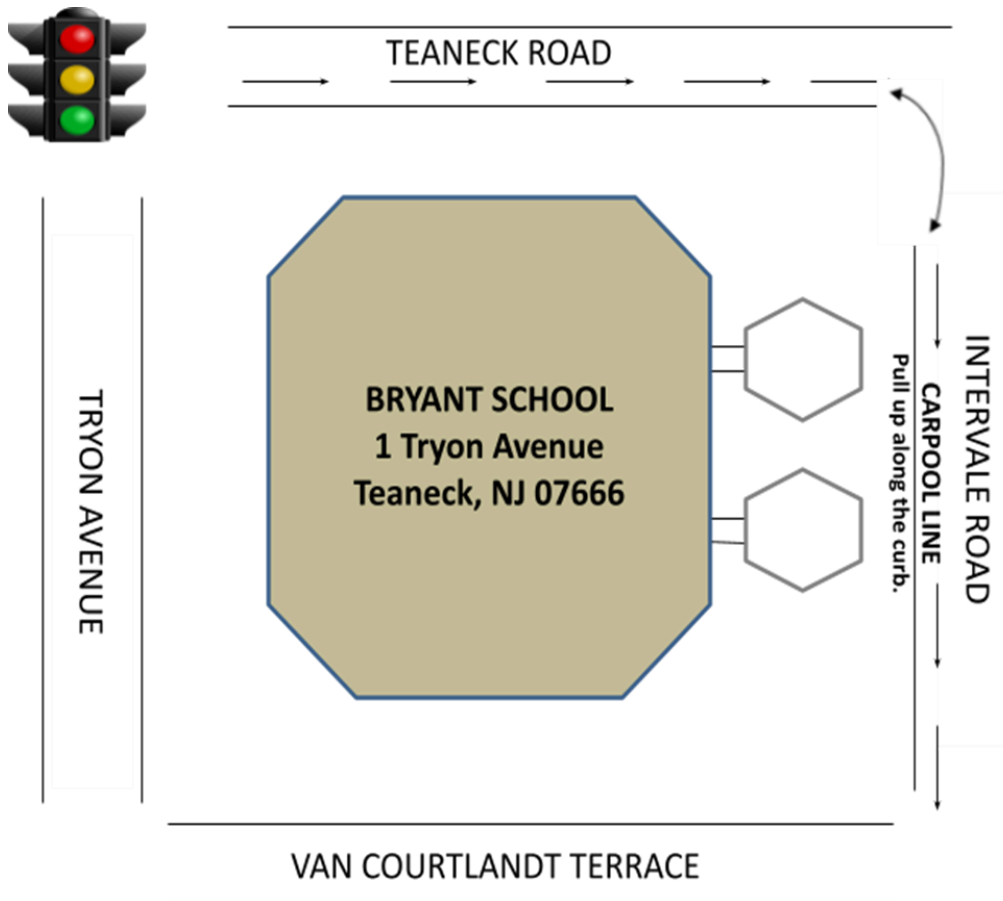 TEANECK ROAD
TRYON AVENUE
BRYANT SCHOOL
1 Tryon Avenue
Teaneck, NJ 07666
Pull up along the curb.
CARPOOL LINE
INTERVALE ROAD
VAN COURTLANDT TERRACE